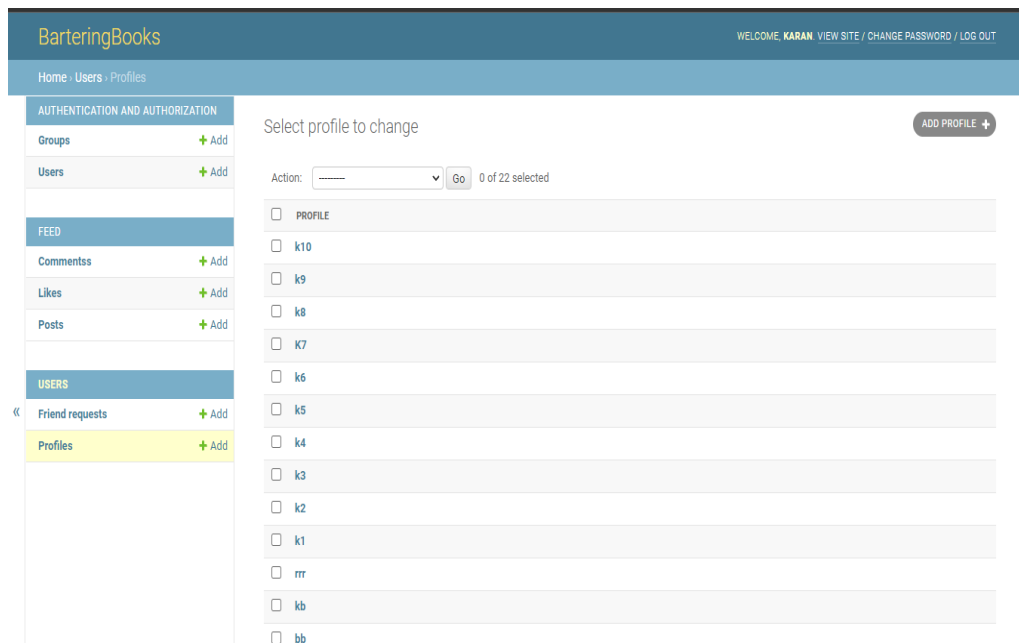 BarteringBooks
WELCOME, KARAN. VIEW SITE / CHANGE PASSWORD / LOG OUT
Home › Users › Profiles
AUTHENTICATION AND AUTHORIZATION
Groups + Add
Users + Add
FEED
Commentss + Add
Likes + Add
Posts + Add
USERS
« Friend requests + Add
Profiles + Add
Select profile to change
ADD PROFILE +
Action: --------- Go 0 of 22 selected
PROFILE
k10
k9
k8
K7
k6
k5
k4
k3
k2
k1
rrr
kb
bb